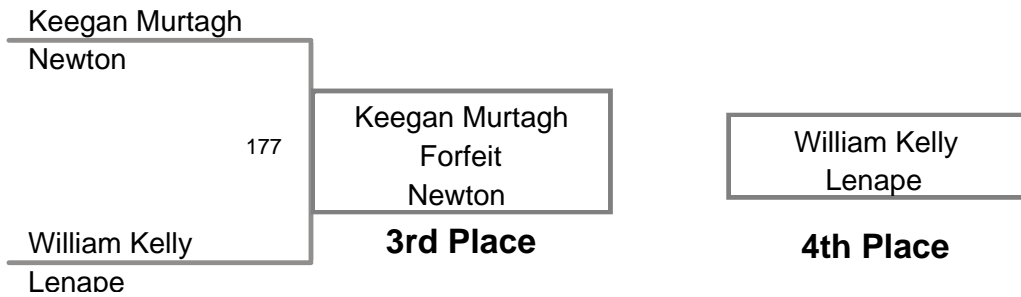 Keegan Murtagh
Newton
177
William Kelly
Lenape
Keegan Murtagh
Forfeit
Newton
3rd Place
William Kelly
Lenape
4th Place